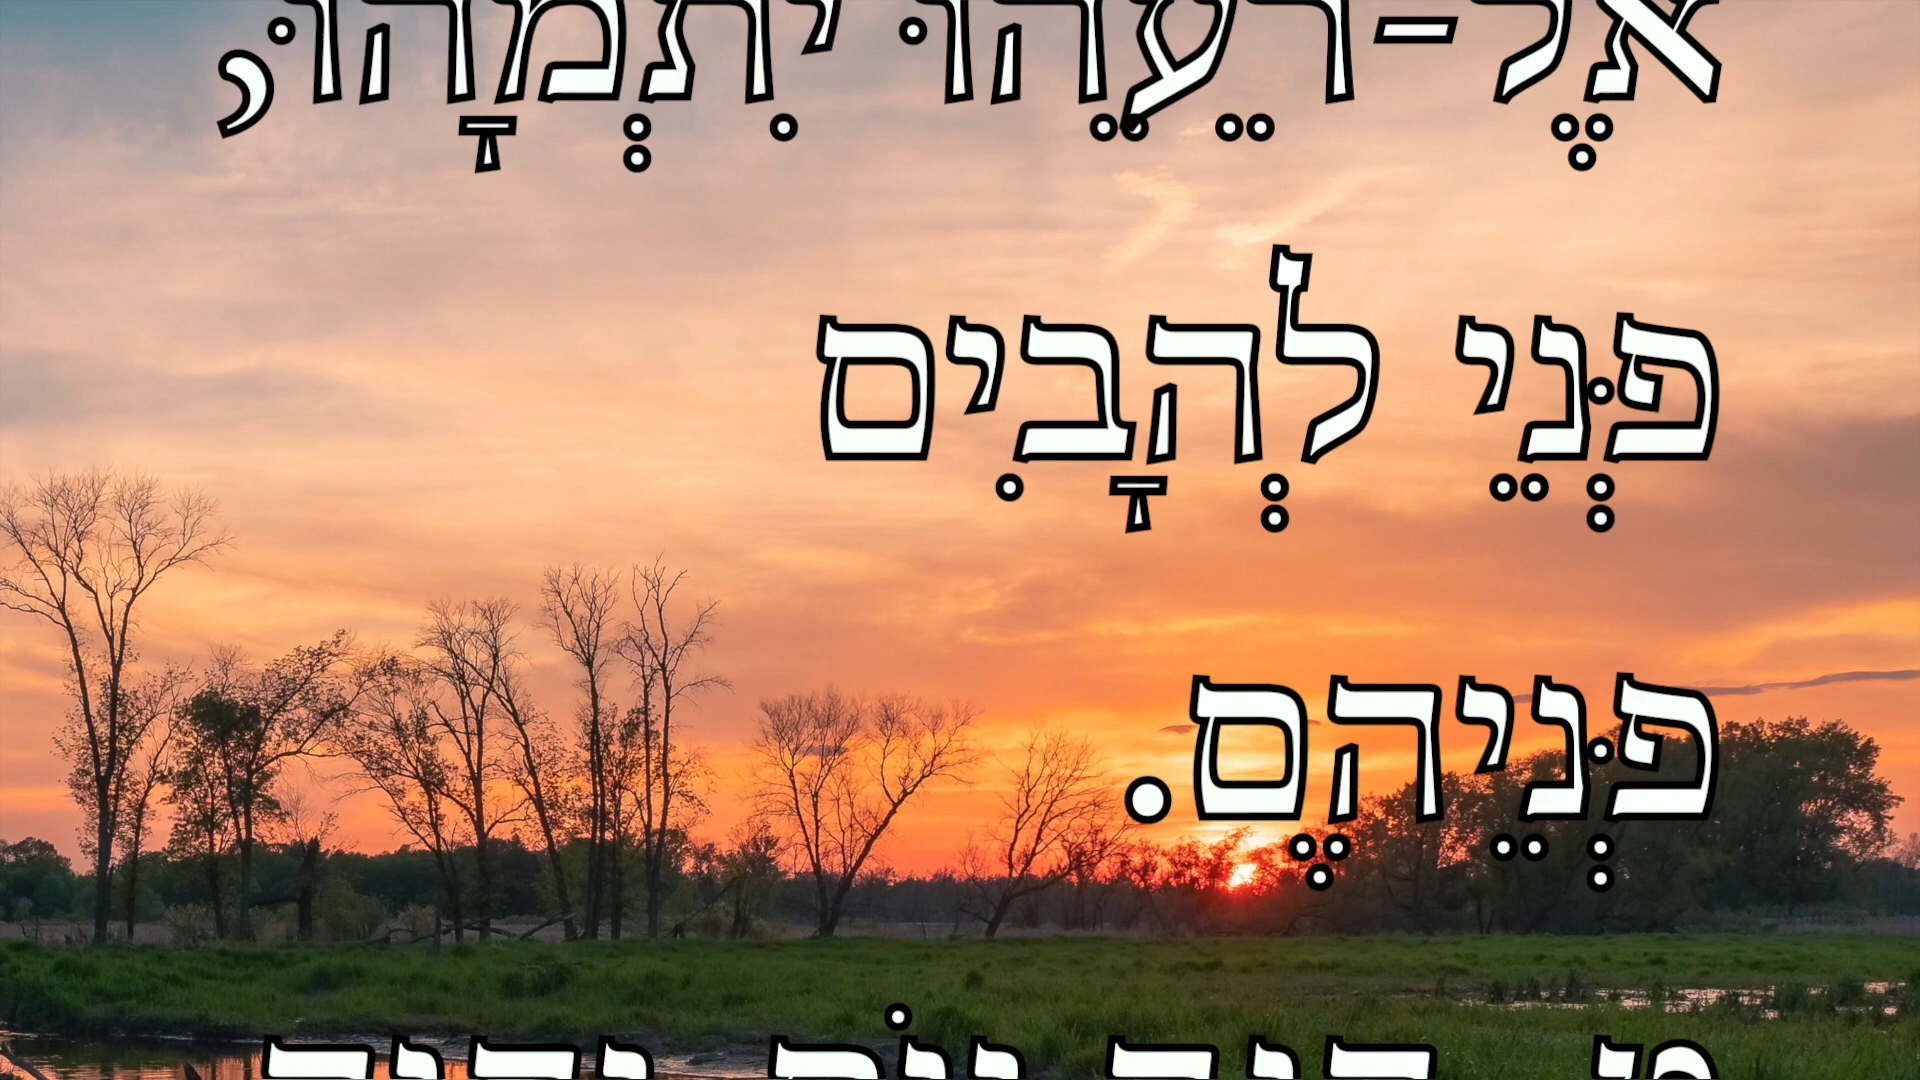 אֶל-רֵעֵהוּ יִתְמָהוּ,
פְּנֵי לְהָבִים
פְּנֵיהֶם.